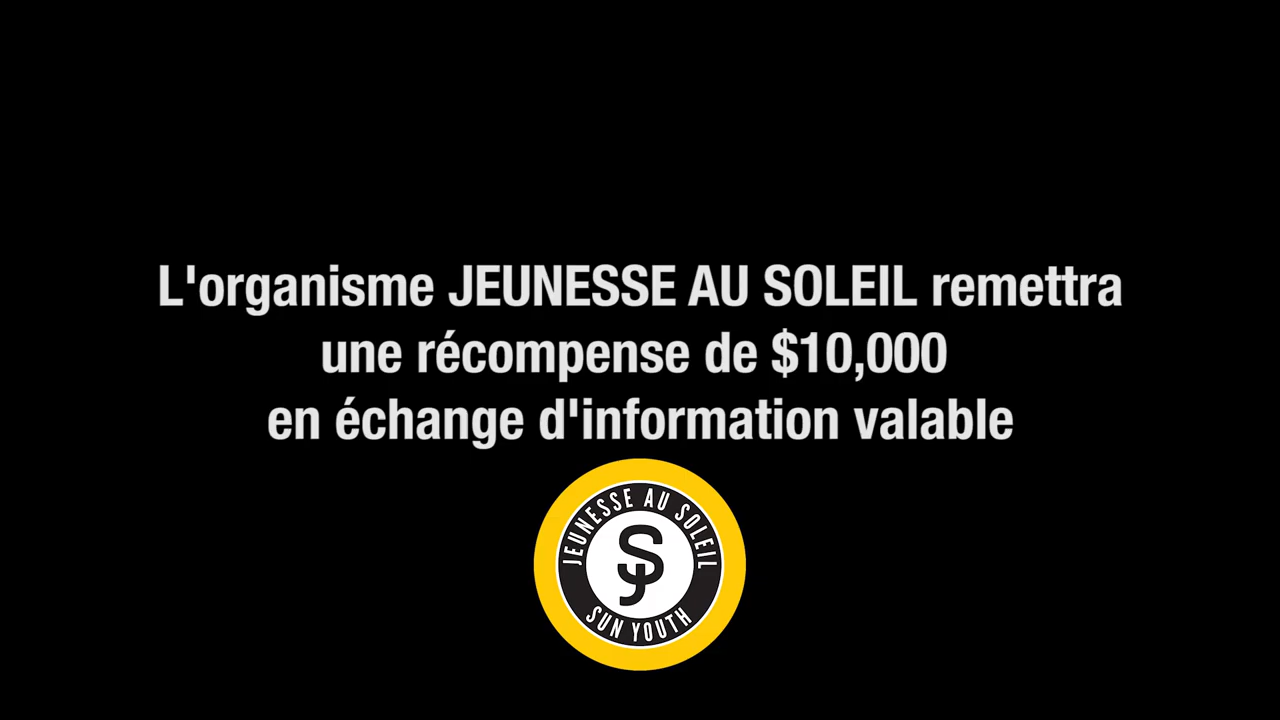 L'organisme JEUNESSE AU SOLEIL remettra
une récompense de $10,000
en échange d'information valable
JEUNESSE AU SOLEIL
SJ
SUN YOUTH